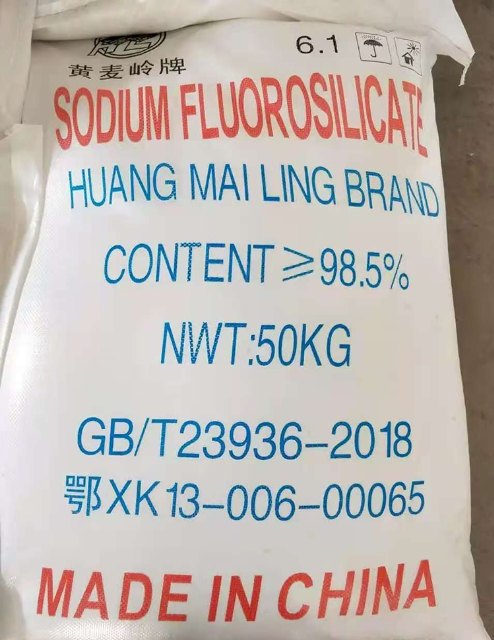 6.1
黄麦岭牌
SODIUM FLUOROSILICATE
HUANG MAI LING BRAND
CONTENT ≥98.5%
NWT:50KG
GB/T23936-2018
鄂XK13-006-00065
MADE IN CHINA